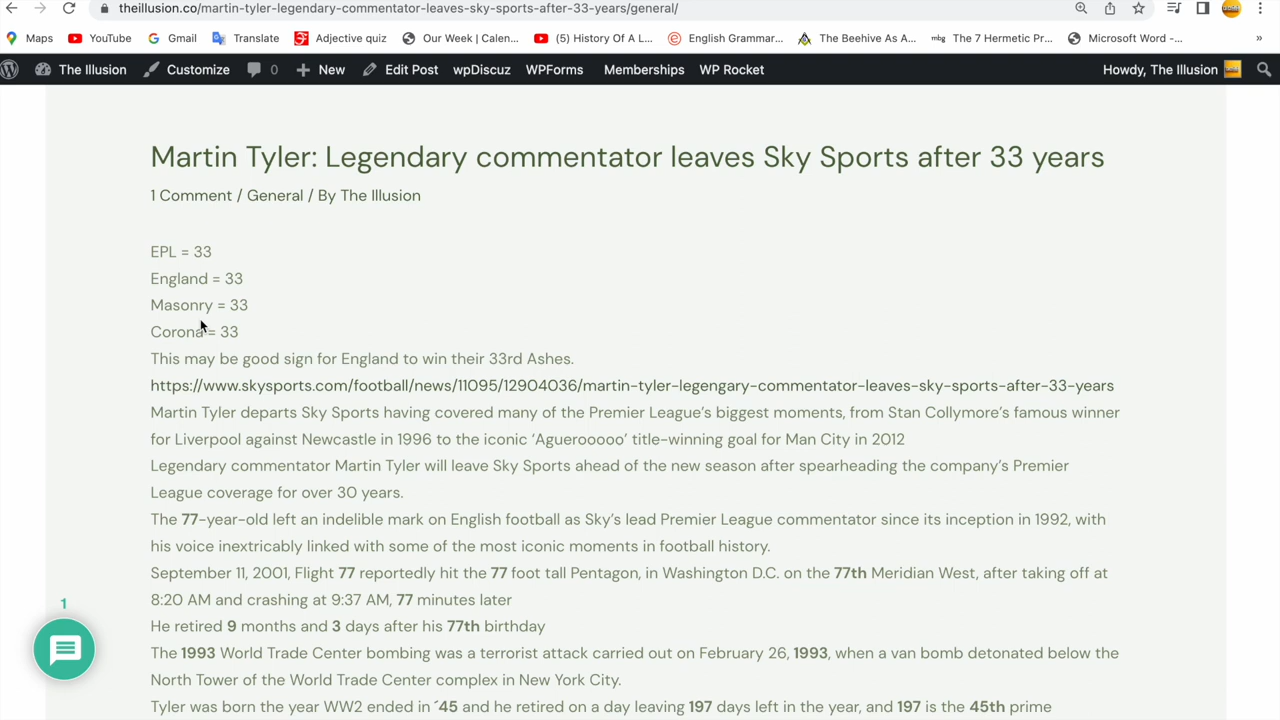 theillusion.co/martin-tyler-legendary-commentator-leaves-sky-sports-after-33-years/general/
Maps YouTube Gmail Translate Adjective quiz Our Week | Calen... (5) History Of A L... English Grammar... The Beehive As A... mbg The 7 Hermetic Pr... Microsoft Word -... »
The Illusion Customize 0 New Edit Post wpDiscuz WPForms Memberships WP Rocket Howdy, The Illusion
Martin Tyler: Legendary commentator leaves Sky Sports after 33 years
1 Comment / General / By The Illusion
EPL = 33
England = 33
Masonry = 33
Corona = 33
This may be good sign for England to win their 33rd Ashes.
https://www.skysports.com/football/news/11095/12904036/martin-tyler-legengary-commentator-leaves-sky-sports-after-33-years
Martin Tyler departs Sky Sports having covered many of the Premier League's biggest moments, from Stan Collymore's famous winner
for Liverpool against Newcastle in 1996 to the iconic 'Aguerooooo' title-winning goal for Man City in 2012
Legendary commentator Martin Tyler will leave Sky Sports ahead of the new season after spearheading the company's Premier
League coverage for over 30 years.
The 77-year-old left an indelible mark on English football as Sky's lead Premier League commentator since its inception in 1992, with
his voice inextricably linked with some of the most iconic moments in football history.
September 11, 2001, Flight 77 reportedly hit the 77 foot tall Pentagon, in Washington D.C. on the 77th Meridian West, after taking off at
8:20 AM and crashing at 9:37 AM, 77 minutes later
1
He retired 9 months and 3 days after his 77th birthday
The 1993 World Trade Center bombing was a terrorist attack carried out on February 26, 1993, when a van bomb detonated below the
North Tower of the World Trade Center complex in New York City.
Tyler was born the year WW2 ended in ´45 and he retired on a day leaving 197 days left in the year, and 197 is the 45th prime